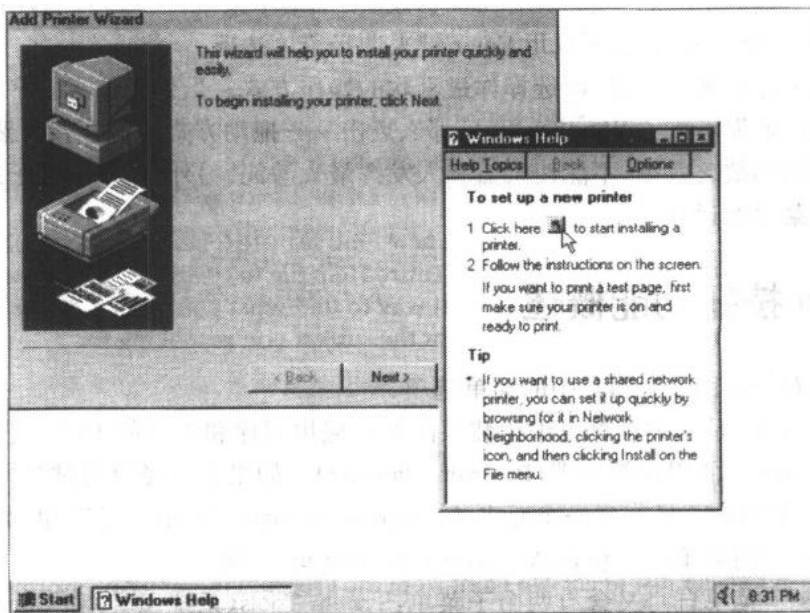 Add Printer Wizard
This wizard will help you to install your printer quickly and
easily.
To begin installing your printer, click Next.
< Back
Next >
Windows Help
Help Topics
Back
Options
To set up a new printer
1 Click here to start installing a
printer.
2 Follow the instructions on the screen.
If you want to print a test page, first
make sure your printer is on and
ready to print.
Tip
• If you want to use a shared network
printer, you can set it up quickly by
browsing for it in Network
Neighborhood, clicking the printer's
icon, and then clicking Install on the
File menu.
Start
Windows Help
8:31 PM